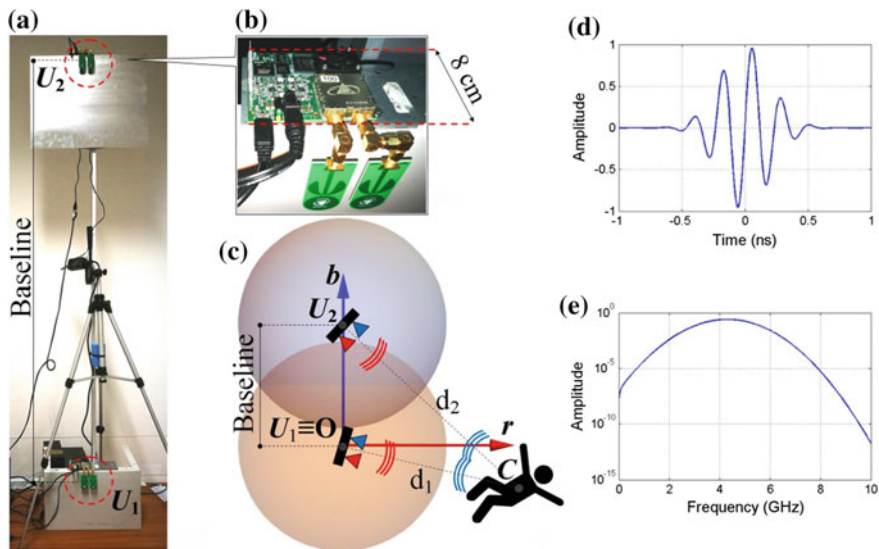 (a)
U₂
Baseline
U₁
(b)
100
8 cm
(c)
b
U₂
Baseline
U₁≡O
r
d₂
d₁
C
(d)
1
0.5
0
-0.5
-1
Amplitude
-1
-0.5
0
0.5
1
Time (ns)
(e)
10⁰
10⁻⁵
10⁻¹⁰
10⁻¹⁵
Amplitude
0
2
4
6
8
10
Frequency (GHz)